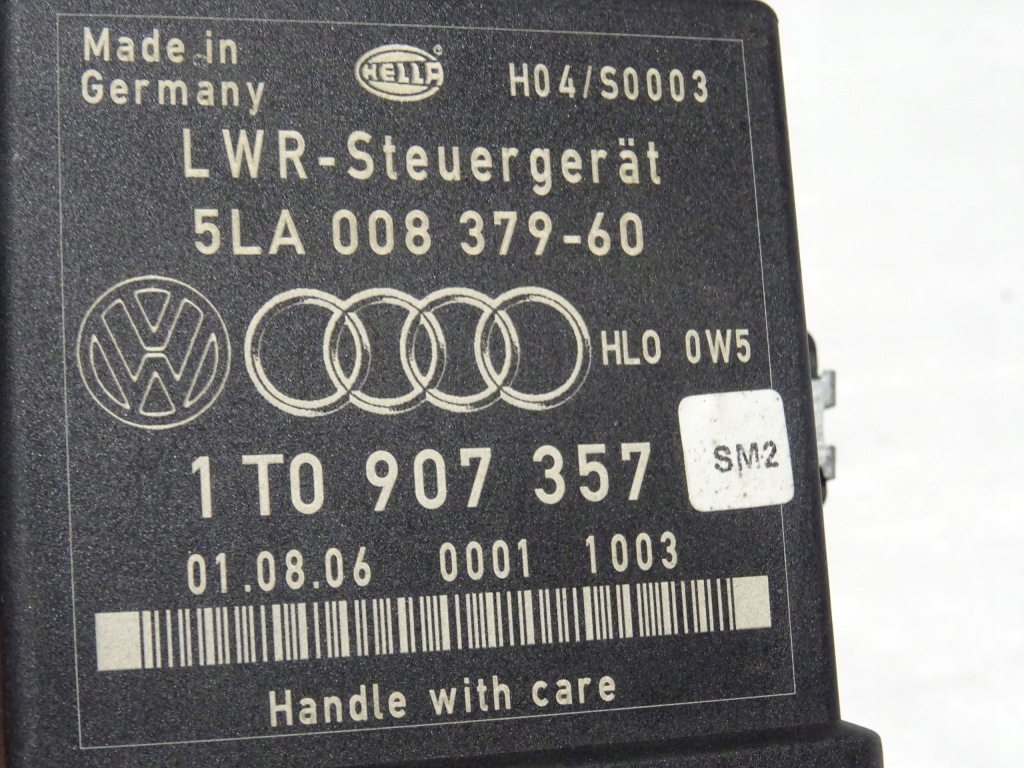 Made in
Germany
HELLA
H04/S0003
LWR-Steuergerät
5LA 008 379-60
HLO 0W5
1T0 907 357
SM2
01.08.06 0001 1003
Handle with care